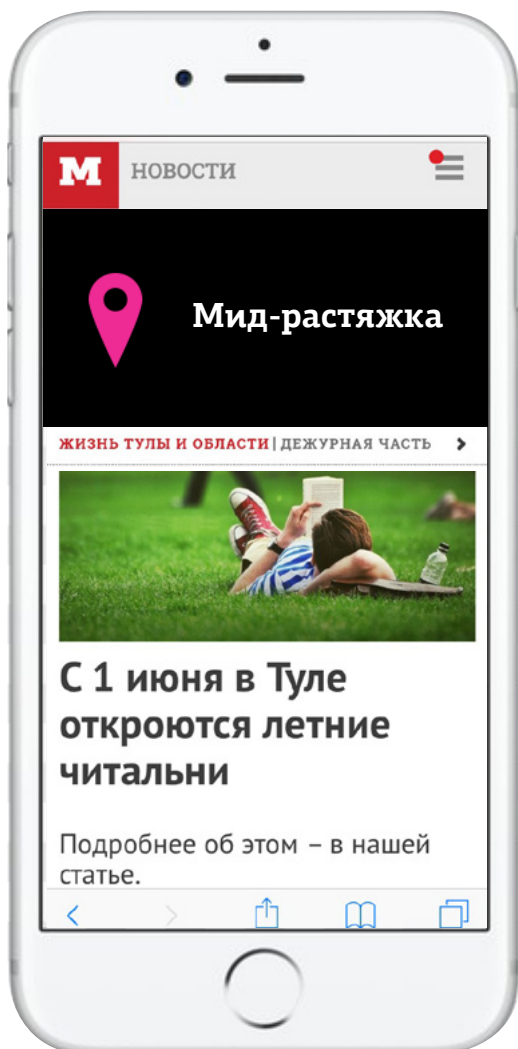 М НОВОСТИ
Мид-растяжка
ЖИЗНЬ ТУЛЫ И ОБЛАСТИ | ДЕЖУРНАЯ ЧАСТЬ
С 1 июня в Туле
откроются летние
читальни
Подробнее об этом – в нашей
статье.